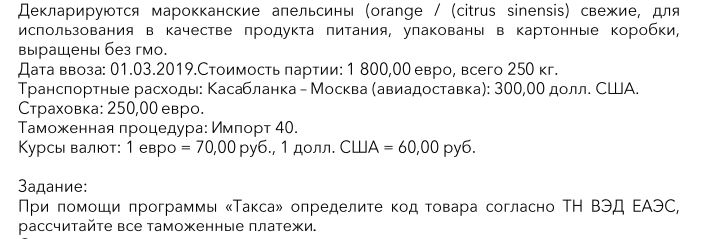 Декларируются марокканские апельсины (orange / (citrus sinensis) свежие, для
использования в качестве продукта питания, упакованы в картонные коробки,
выращены без гмо.
Дата ввоза: 01.03.2019.Стоимость партии: 1 800,00 евро, всего 250 кг.
Транспортные расходы: Касабланка – Москва (авиадоставка): 300,00 долл. США.
Страховка: 250,00 евро.
Таможенная процедура: Импорт 40.
Курсы валют: 1 евро = 70,00 руб., 1 долл. США = 60,00 руб.
Задание:
При помощи программы «Такса» определите код товара согласно ТН ВЭД ЕАЭС,
рассчитайте все таможенные платежи.